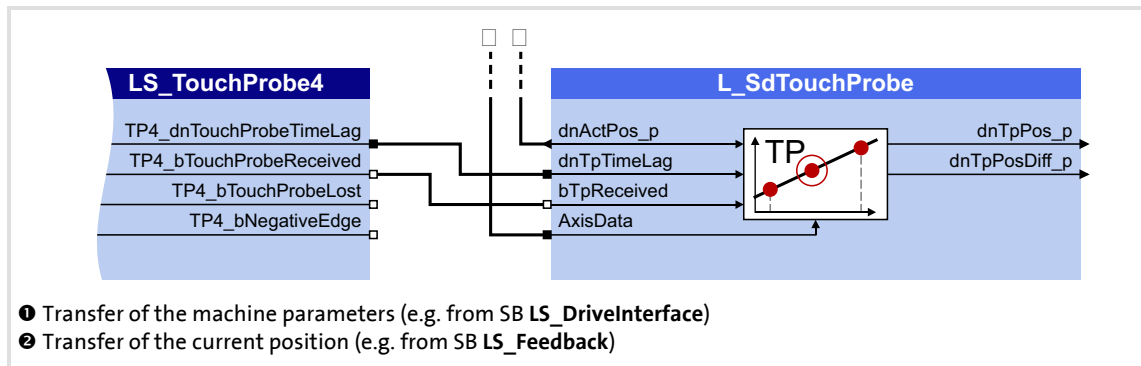 LS_TouchProbe4
L_SdTouchProbe
TP4_dnTouchProbeTimeLag
TP4_bTouchProbeReceived
TP4_bTouchProbeLost
TP4_bNegativeEdge
dnActPos_p
dnTpTimeLag
bTpReceived
AxisData
TP
dnTpPos_p
dnTpPosDiff_p
❶ Transfer of the machine parameters (e.g. from SB LS_DriveInterface)
❷ Transfer of the current position (e.g. from SB LS_Feedback)